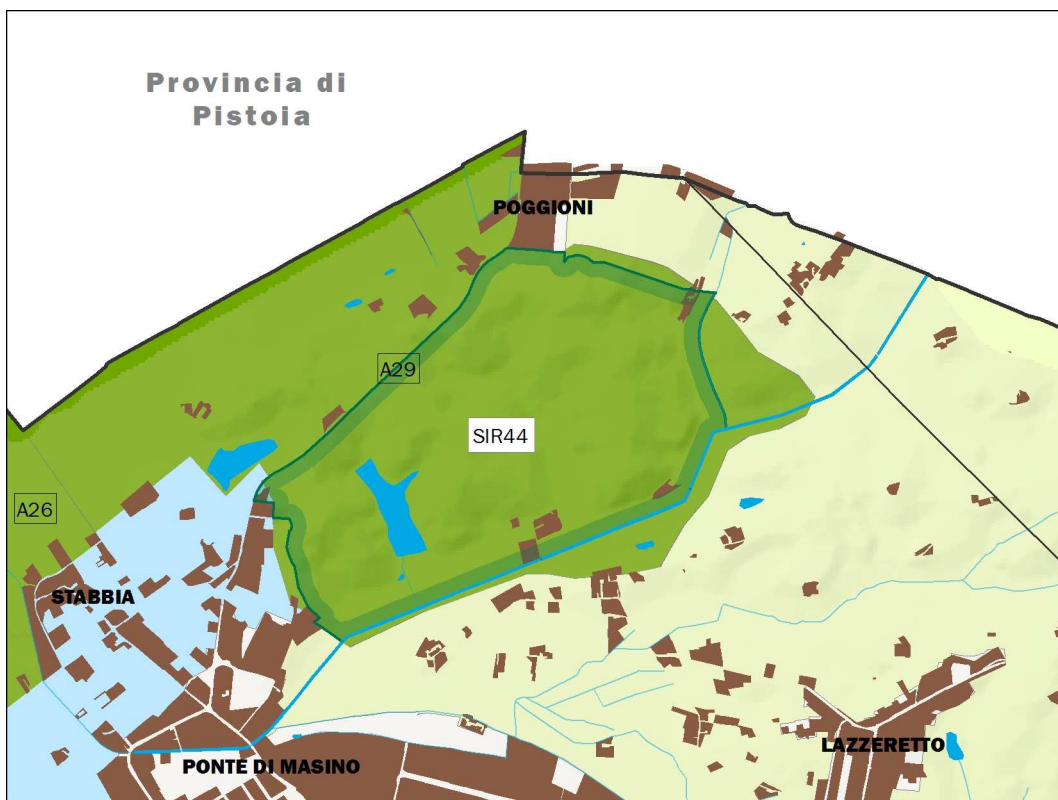 Provincia di
Pistoia
POGGIONI
A29
SIR44
A26
STABBIA
LAZZERETTO
PONTE DI MASINO